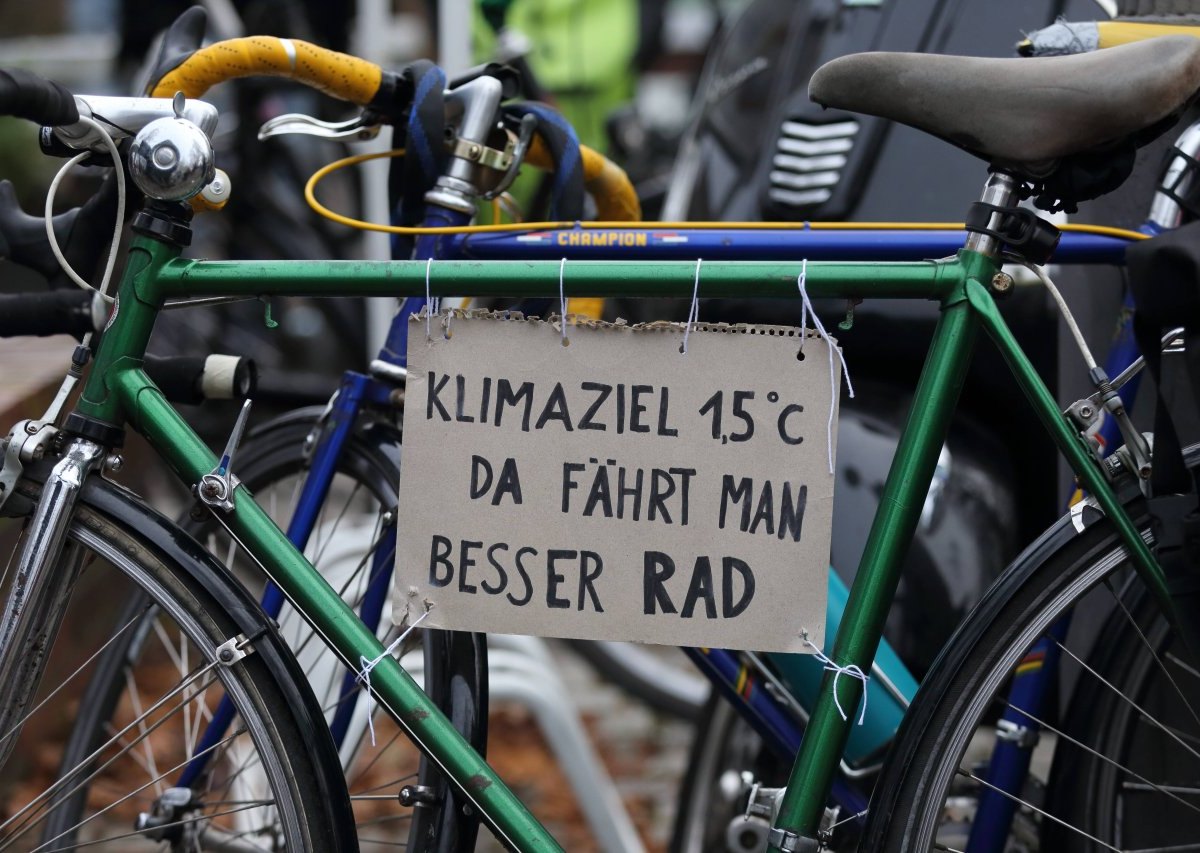 CHAMPION
KLIMAZIEL 1,5°C
DA FÄHRT MAN
BESSER RAD